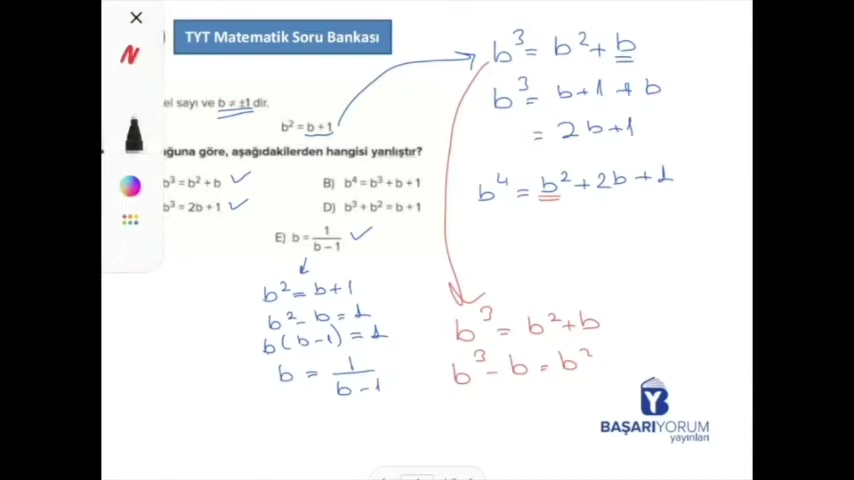 TYT Matematik Soru Bankası
el sayı ve b ≠ ±1 dir.
b² = b+1
uğuna göre, aşağıdakilerden hangisi yanlıştır?
b³ = b² + b
B) b⁴ = b³ + b + 1
b³ = 2b + 1
D) b³ + b² = b + 1
E) b = 1/(b − 1)
b² = b+1
b² − b = 1
b(b−1) = 1
b = 1/(b−1)
b³ = b² + b
b³ = b+1 + b
= 2b+1
b⁴ = b² + 2b + 1
b³ = b² + b
b³ − b = b²
BAŞARIYORUM
yayınları